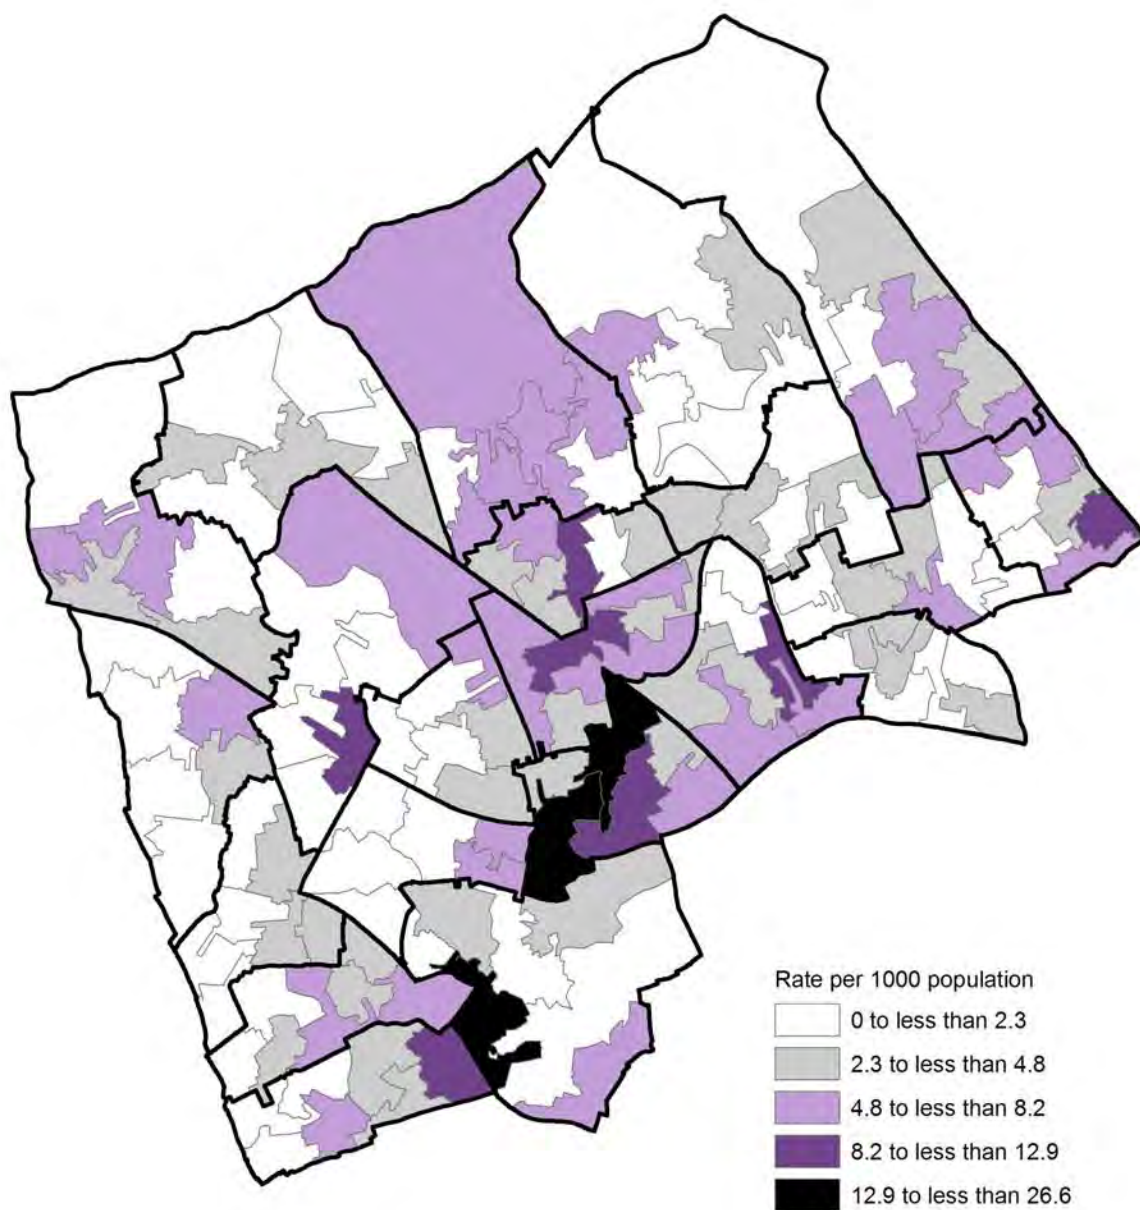 Rate per 1000 population
0 to less than 2.3
2.3 to less than 4.8
4.8 to less than 8.2
8.2 to less than 12.9
12.9 to less than 26.6